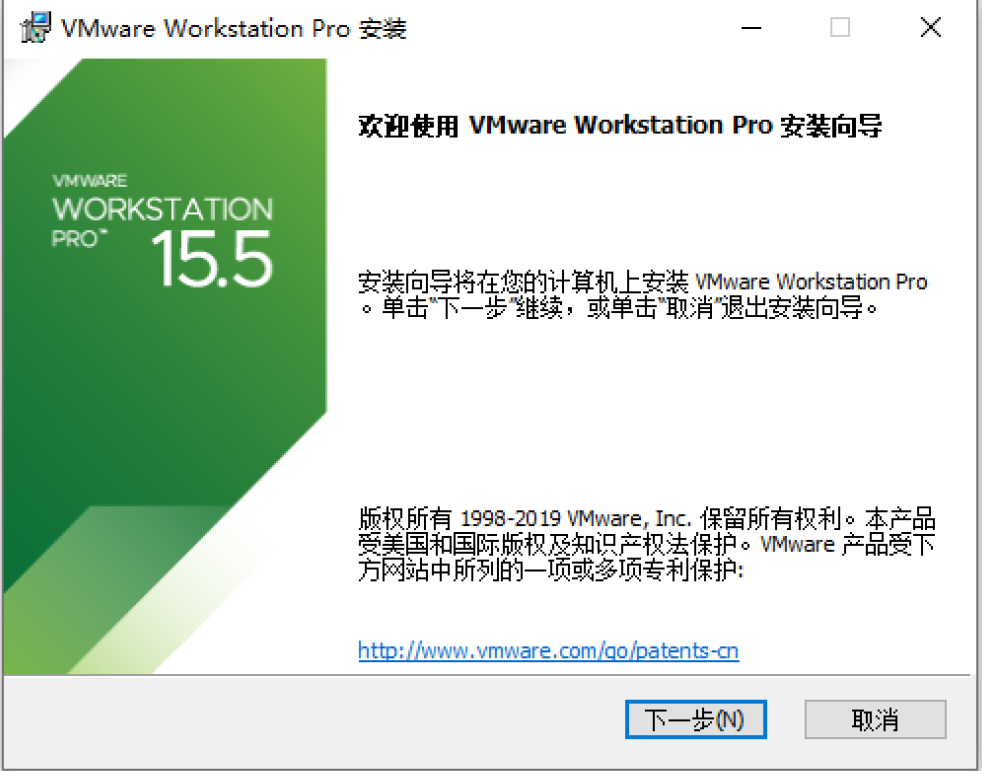 VMware Workstation Pro 安装
欢迎使用 VMware Workstation Pro 安装向导
VMWARE
WORKSTATION
PRO™ 15.5
安装向导将在您的计算机上安装 VMware Workstation Pro
。单击“下一步”继续，或单击“取消”退出安装向导。
版权所有 1998-2019 VMware, Inc. 保留所有权利。本产品
受美国和国际版权及知识产权法保护。VMware 产品受下
方网站中所列的一项或多项专利保护:
http://www.vmware.com/go/patents-cn
下一步(N)
取消